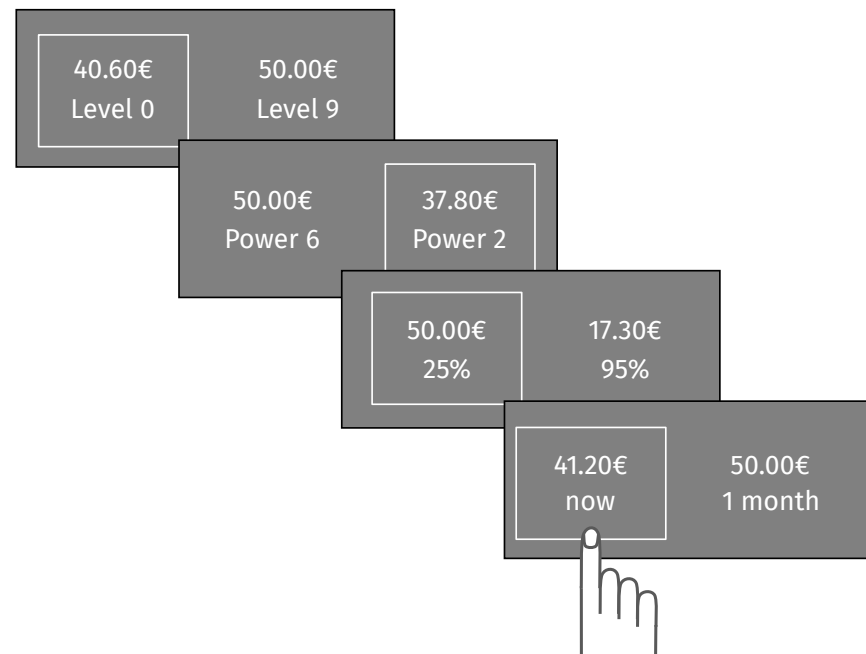 40.60€ 50.00€
Level 0 Level 9
50.00€ 37.80€
Power 6 Power 2
50.00€ 17.30€
25% 95%
41.20€ 50.00€
now 1 month